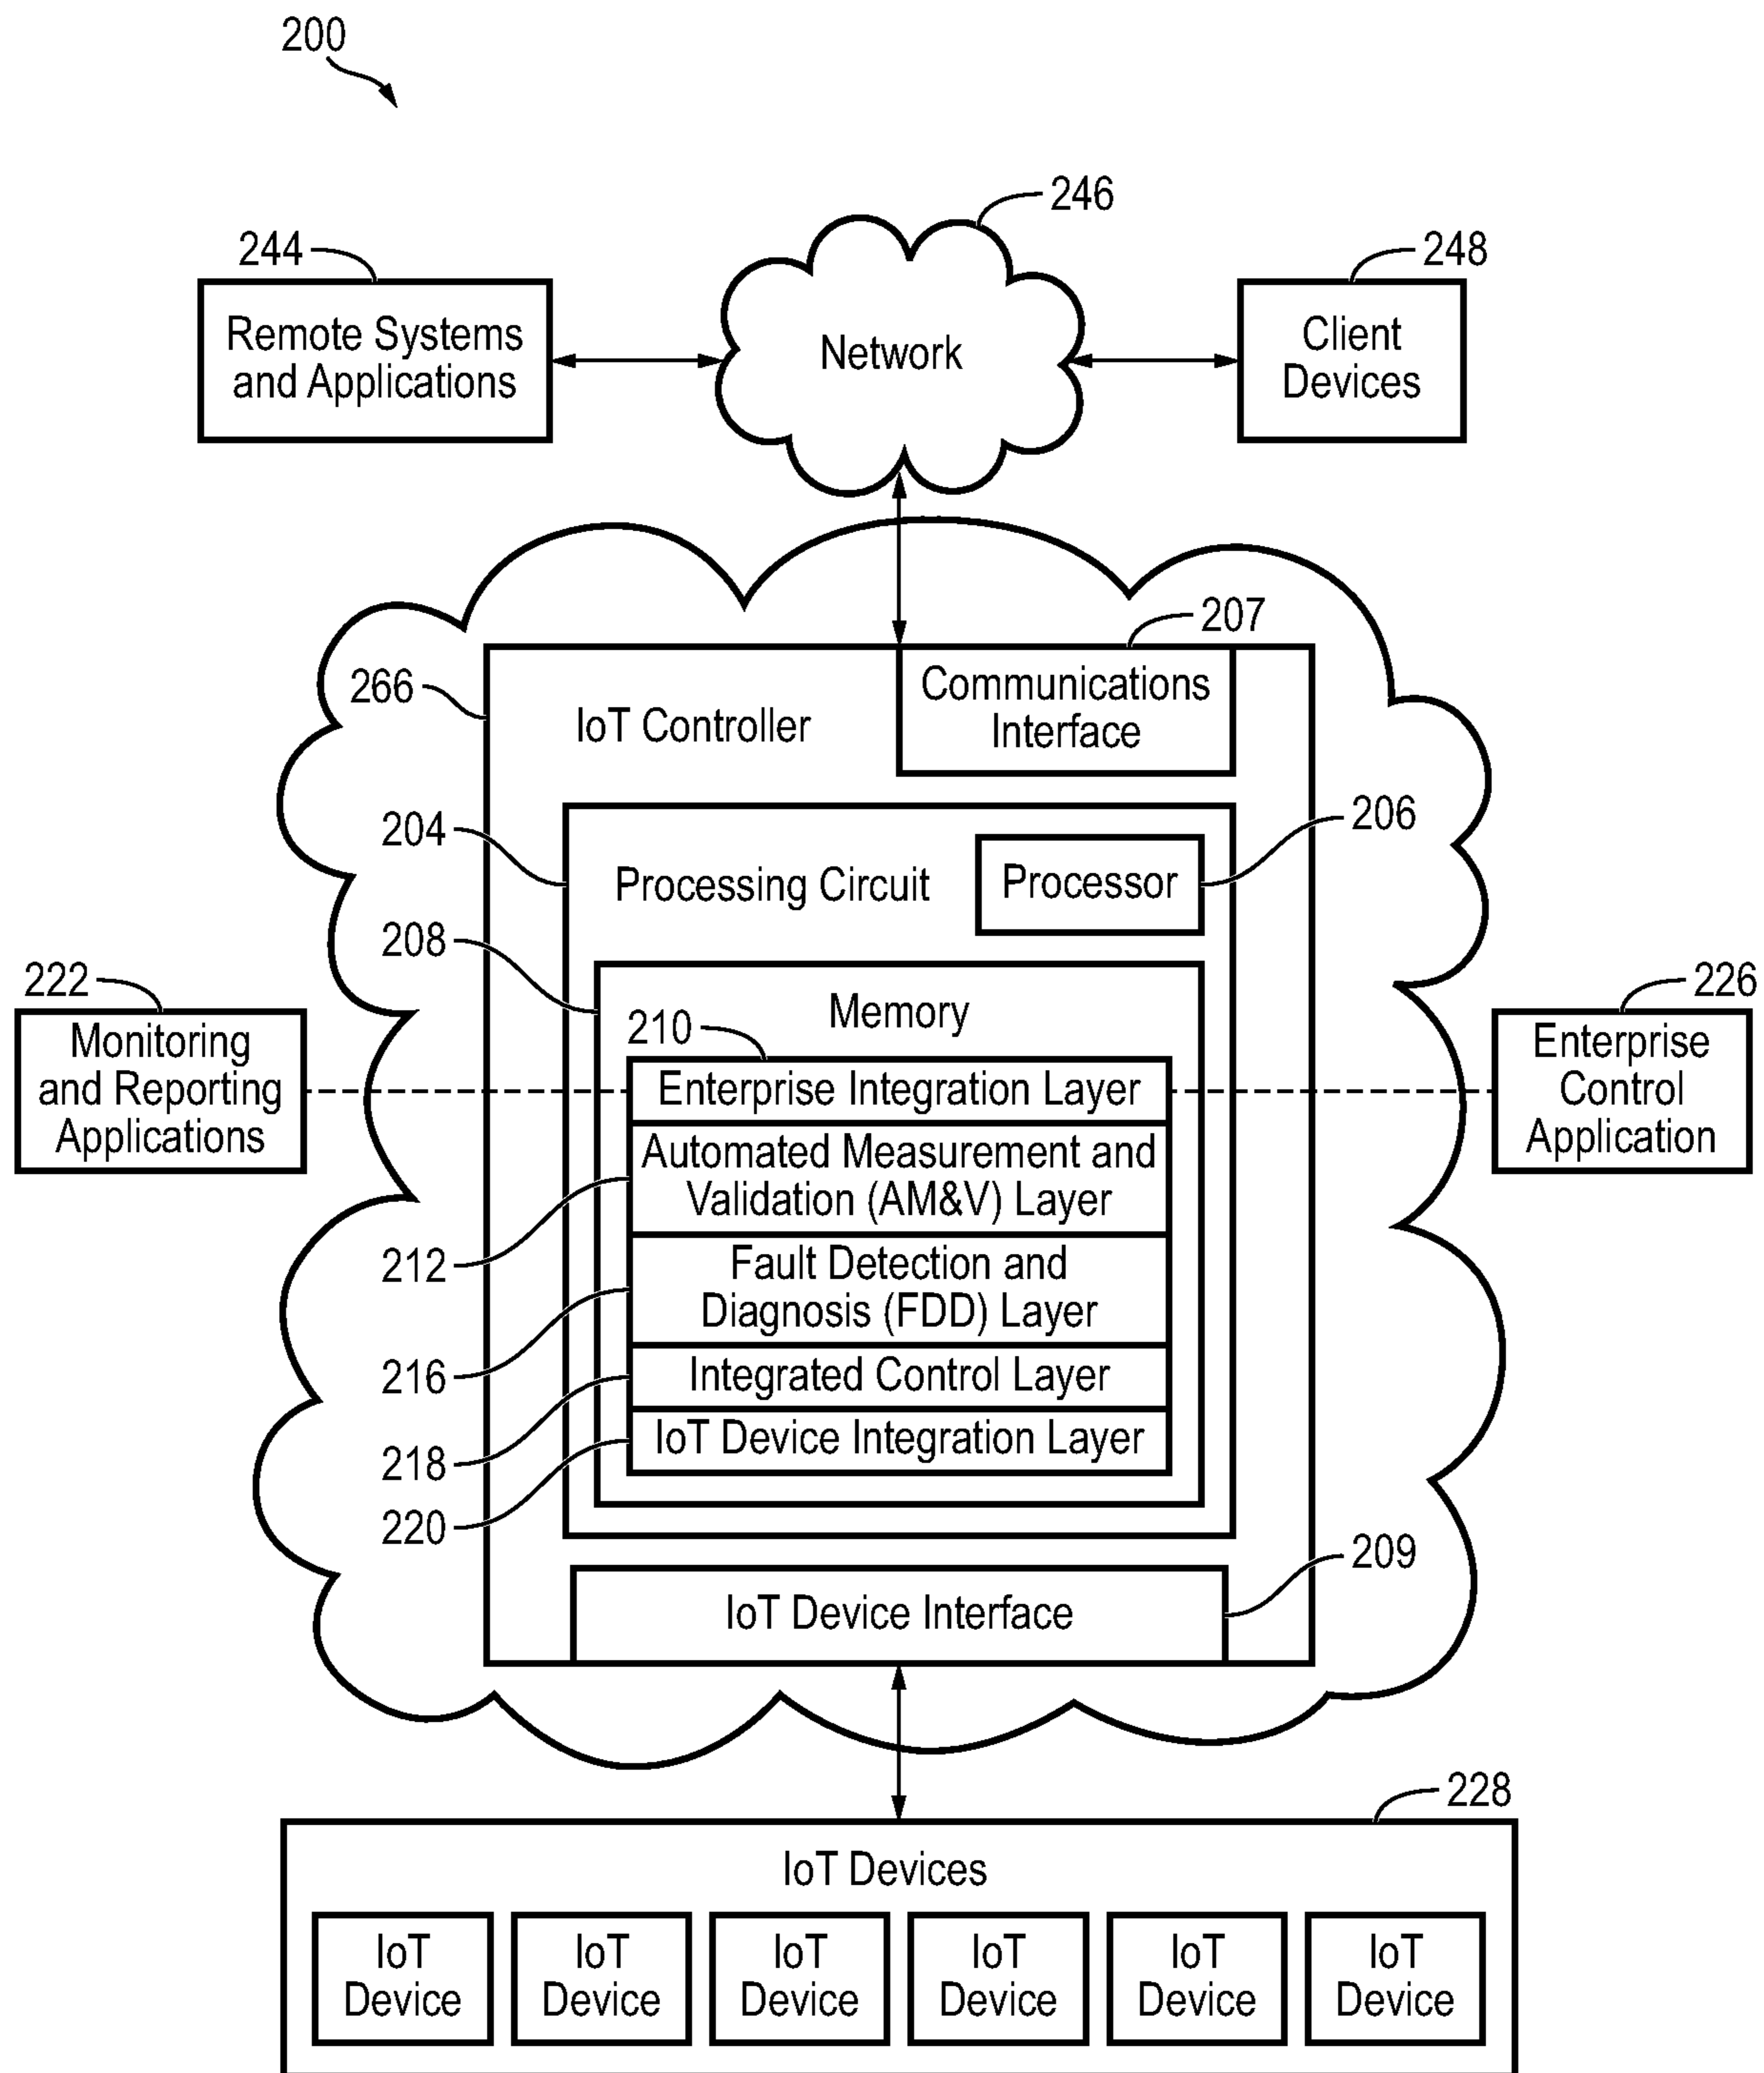 200
246
244
248
Remote Systems
and Applications
Network
Client
Devices
207
266
IoT Controller
Communications
Interface
204
206
Processing Circuit
Processor
208
222
226
Memory
210
Monitoring
and Reporting
Applications
Enterprise Integration Layer
Enterprise
Control
Application
Automated Measurement and
Validation (AM&V) Layer
212
Fault Detection and
Diagnosis (FDD) Layer
216
Integrated Control Layer
218
IoT Device Integration Layer
220
209
IoT Device Interface
228
IoT Devices
IoT
Device
IoT
Device
IoT
Device
IoT
Device
IoT
Device
IoT
Device